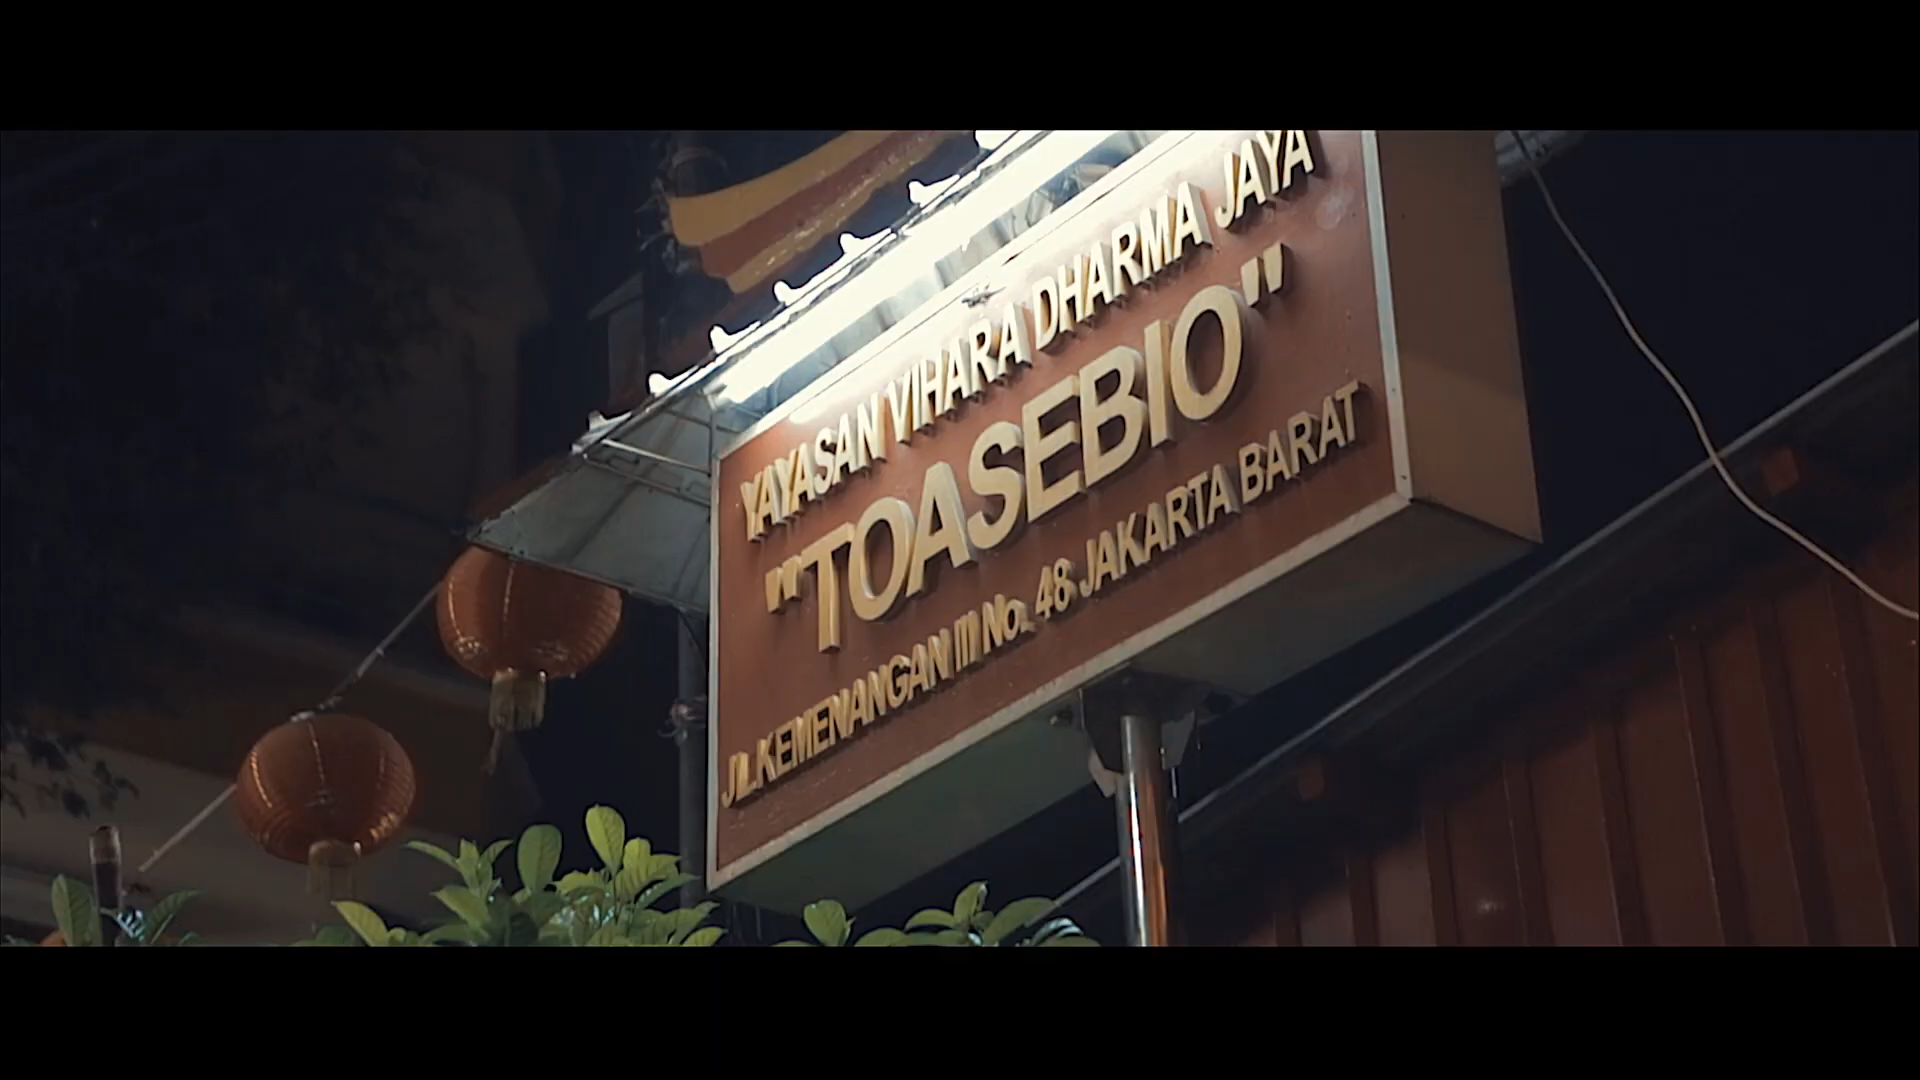 YAYASAN VIHARA DHARMA JAYA
"TOASEBIO"
JL.KEMENANGAN III No. 48 JAKARTA BARAT